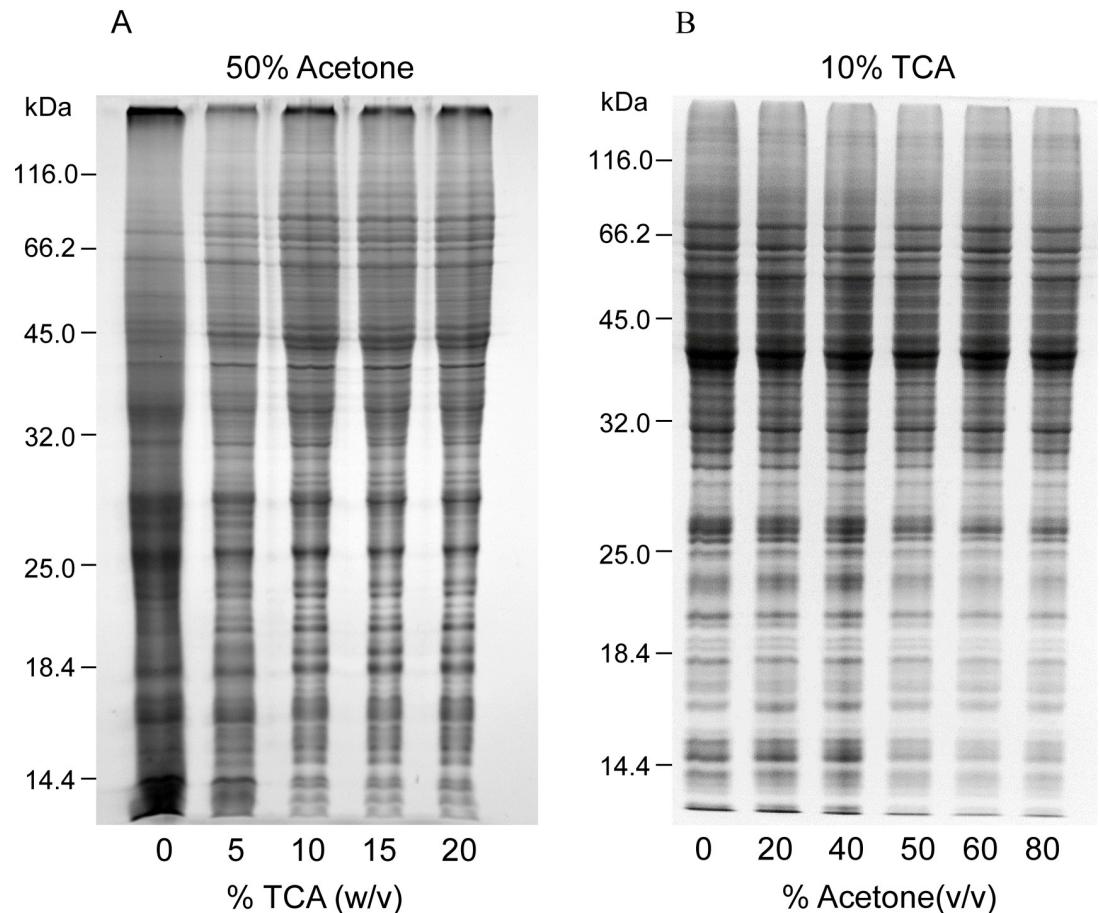 A
50% Acetone
kDa
116.0
66.2
45.0
32.0
25.0
18.4
14.4
0 5 10 15 20
% TCA (w/v)
B
10% TCA
kDa
116.0
66.2
45.0
32.0
25.0
18.4
14.4
0 20 40 50 60 80
% Acetone(v/v)